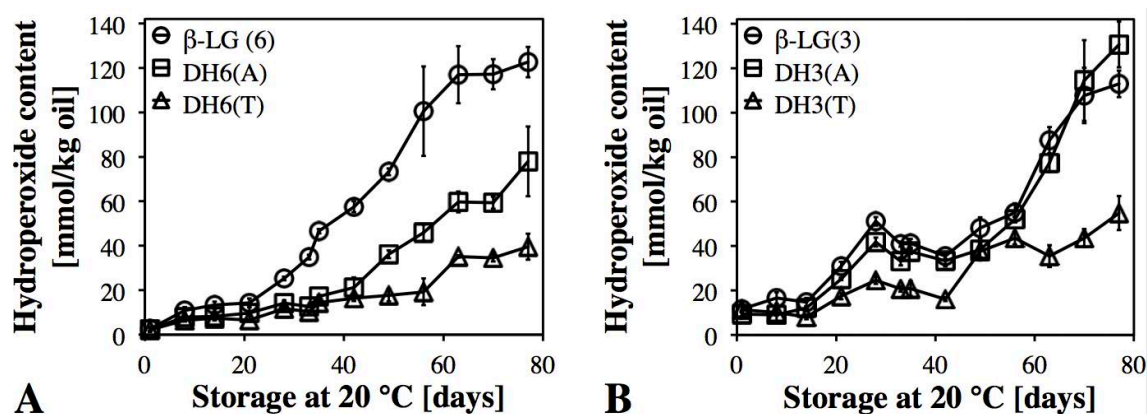 Hydroperoxide content
[mmol/kg oil]
140
120
100
80
60
40
20
0
β-LG (6)
DH6(A)
DH6(T)
0 20 40 60 80
Storage at 20 °C [days]
A
Hydroperoxide content
[mmol/kg oil]
140
120
100
80
60
40
20
0
β-LG(3)
DH3(A)
DH3(T)
0 20 40 60 80
Storage at 20 °C [days]
B